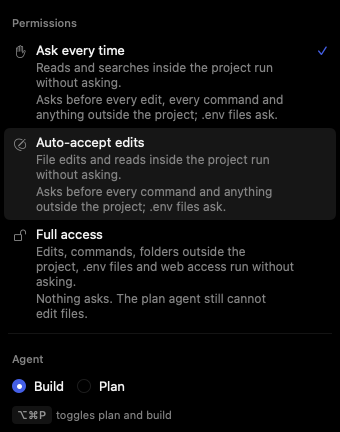 Permissions
Ask every time
Reads and searches inside the project run
without asking.
Asks before every edit, every command and
anything outside the project; .env files ask.
Auto-accept edits
File edits and reads inside the project run
without asking.
Asks before every command and anything
outside the project; .env files ask.
Full access
Edits, commands, folders outside the
project, .env files and web access run without
asking.
Nothing asks. The plan agent still cannot
edit files.
Agent
Build Plan
⌥⌘P toggles plan and build